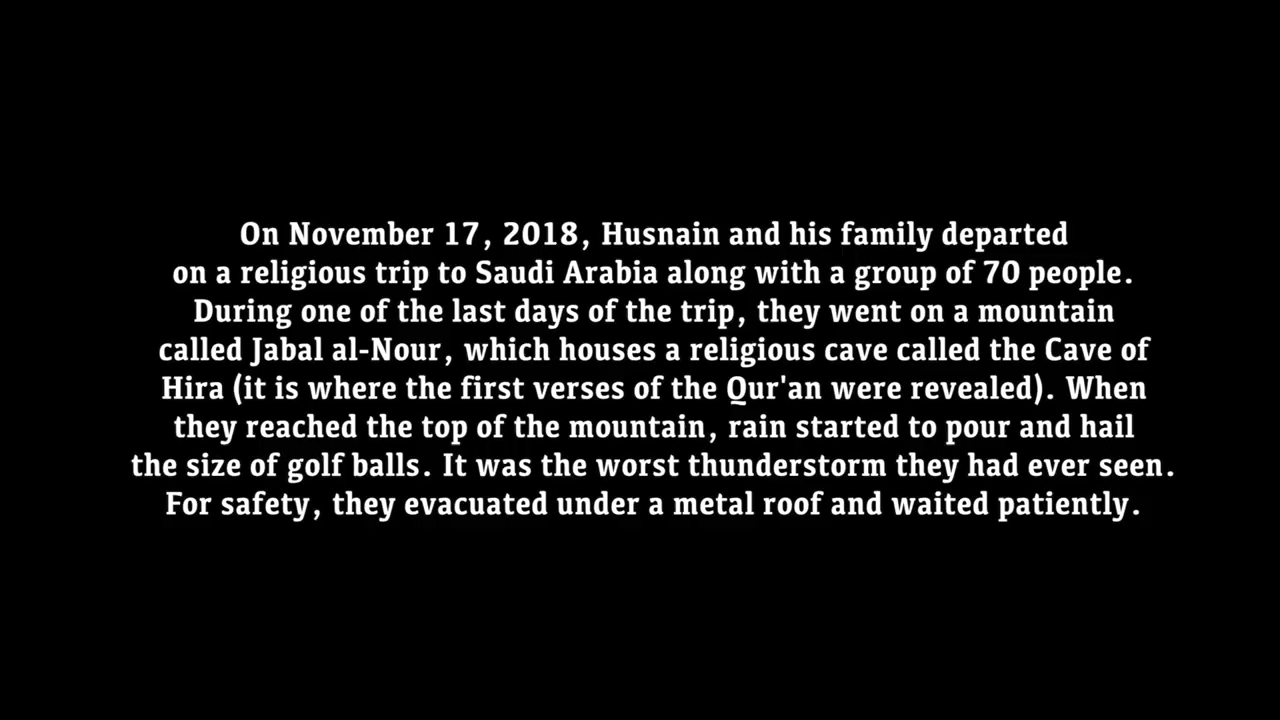 On November 17, 2018, Husnain and his family departed
on a religious trip to Saudi Arabia along with a group of 70 people.
During one of the last days of the trip, they went on a mountain
called Jabal al-Nour, which houses a religious cave called the Cave of
Hira (it is where the first verses of the Qur'an were revealed). When
they reached the top of the mountain, rain started to pour and hail
the size of golf balls. It was the worst thunderstorm they had ever seen.
For safety, they evacuated under a metal roof and waited patiently.